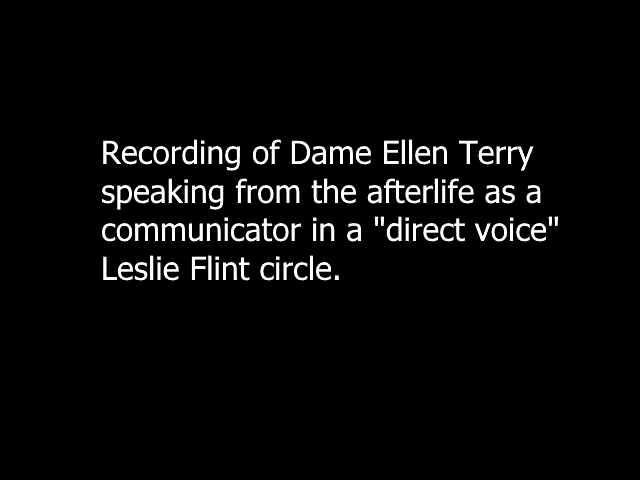 Recording of Dame Ellen Terry
speaking from the afterlife as a
communicator in a "direct voice"
Leslie Flint circle.